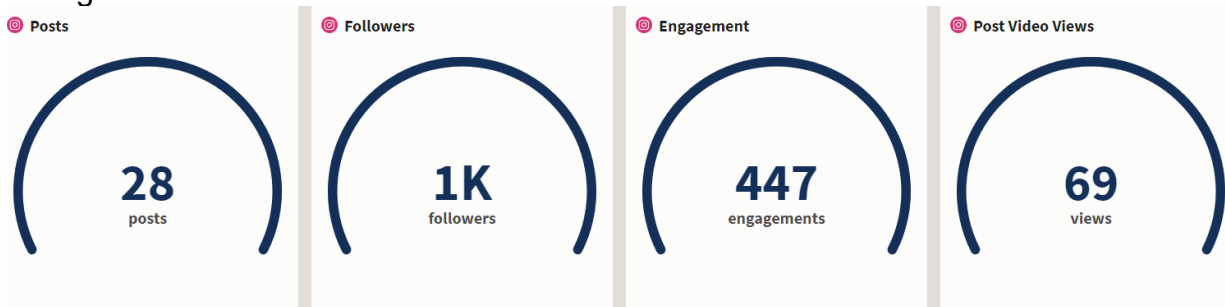 Posts
28
posts
Followers
1K
followers
Engagement
447
engagements
Post Video Views
69
views